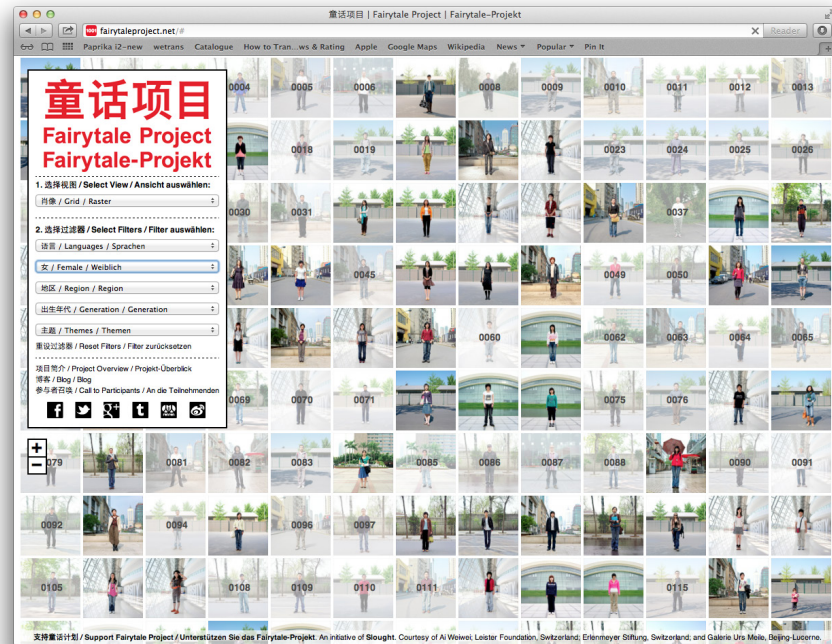 童话项目 | Fairytale Project | Fairytale-Projekt
1001 fairytaleproject.net/#
Reader
Paprika i2-new wetrans Catalogue How to Tran...ws & Rating Apple Google Maps Wikipedia News Popular Pin It
童话项目
Fairytale Project
Fairytale-Projekt
1. 选择视图 / Select View / Ansicht auswählen:
肖像 / Grid / Raster
2. 选择过滤器 / Select Filters / Filter auswählen:
语言 / Languages / Sprachen
女 / Female / Weiblich
地区 / Region / Region
出生年代 / Generation / Generation
主题 / Themes / Themen
重设过滤器 / Reset Filters / Filter zurücksetzen
项目简介 / Project Overview / Projekt-Überblick
博客 / Blog / Blog
参与者召唤 / Call to Participants / An die Teilnehmenden
+
−
0004 0005 0006 0008 0009 0010 0011 0012 0013
0018 0019 0023 0024 0025 0026
0030 0031 0037
0045 0049 0050
0060 0062 0063 0064 0065
0069 0070 0071 0075 0076
079 0081 0082 0083 0085 0086 0087 0088 0090 0091
0092 0094 0096 0097
0105 0108 0109 0110 0111 0115
支持童话计划 / Support Fairytale Project / Unterstützen Sie das Fairytale-Projekt. An initiative of Slought. Courtesy of Ai Weiwei; Leister Foundation, Switzerland; Erlenmeyer Stiftung, Switzerland; and Galerie Urs Meile, Beijing-Lucerne.